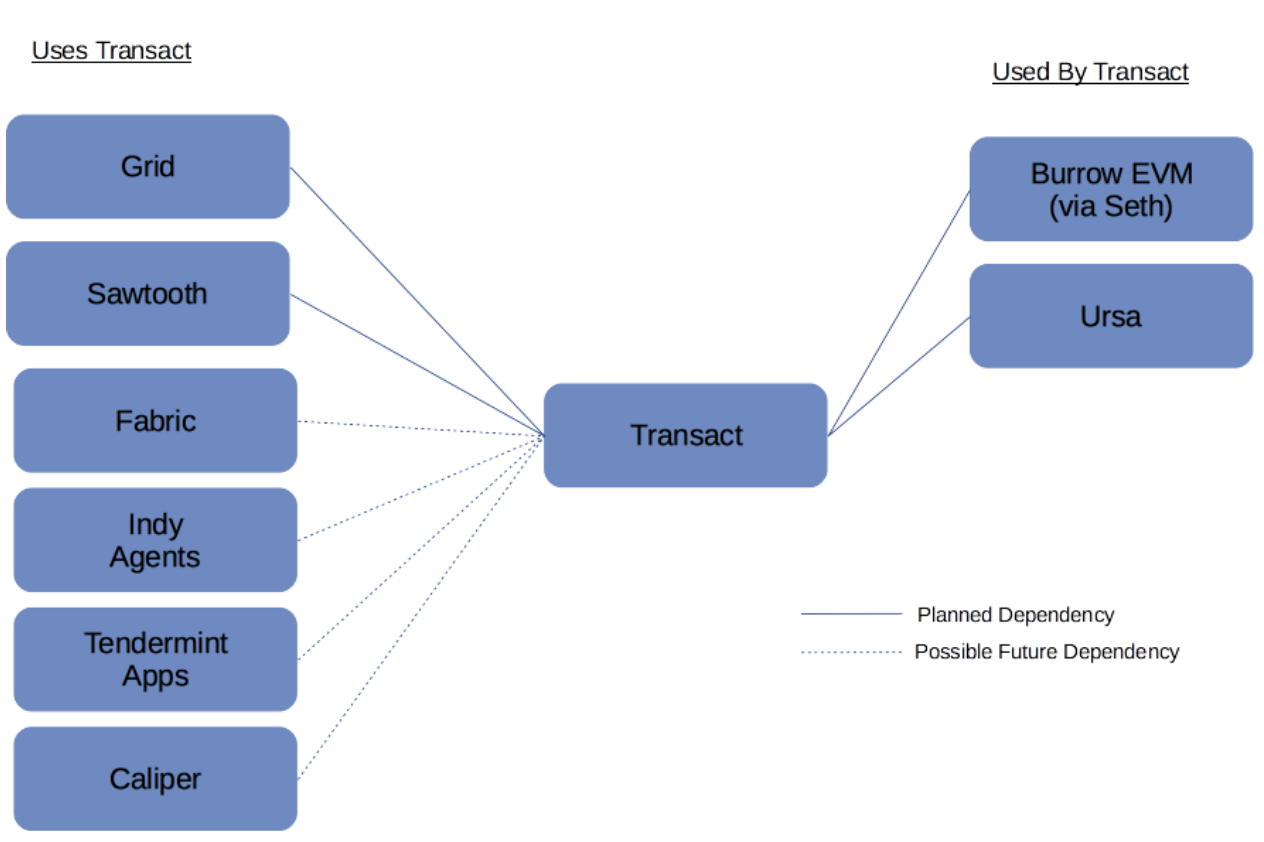 Uses Transact
Used By Transact
Grid
Sawtooth
Fabric
Indy
Agents
Tendermint
Apps
Caliper
Transact
Burrow EVM
(via Seth)
Ursa
Planned Dependency
Possible Future Dependency